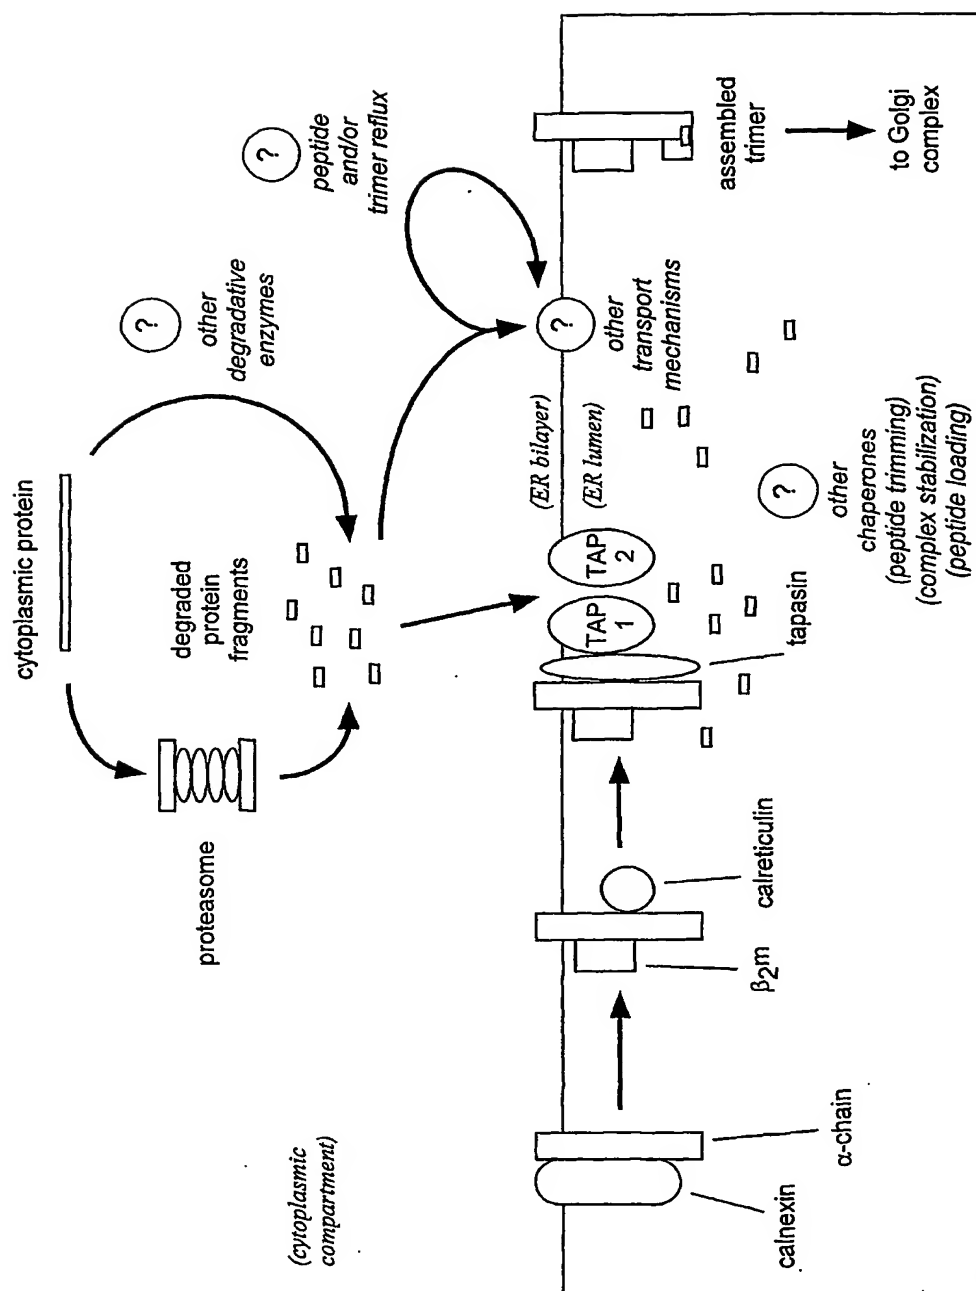 cytoplasmic protein
?
other
degradative
enzymes
?
peptide
and/or
trimer reflux
proteasome
degraded
protein
fragments
(cytoplasmic
compartment)
(ER bilayer)
(ER lumen)
TAP
1
TAP
2
?
other
transport
mechanisms
assembled
trimer
to Golgi
complex
calnexin
α-chain
β2m
calreticulin
tapasin
?
other
chaperones
(peptide trimming)
(complex stabilization)
(peptide loading)